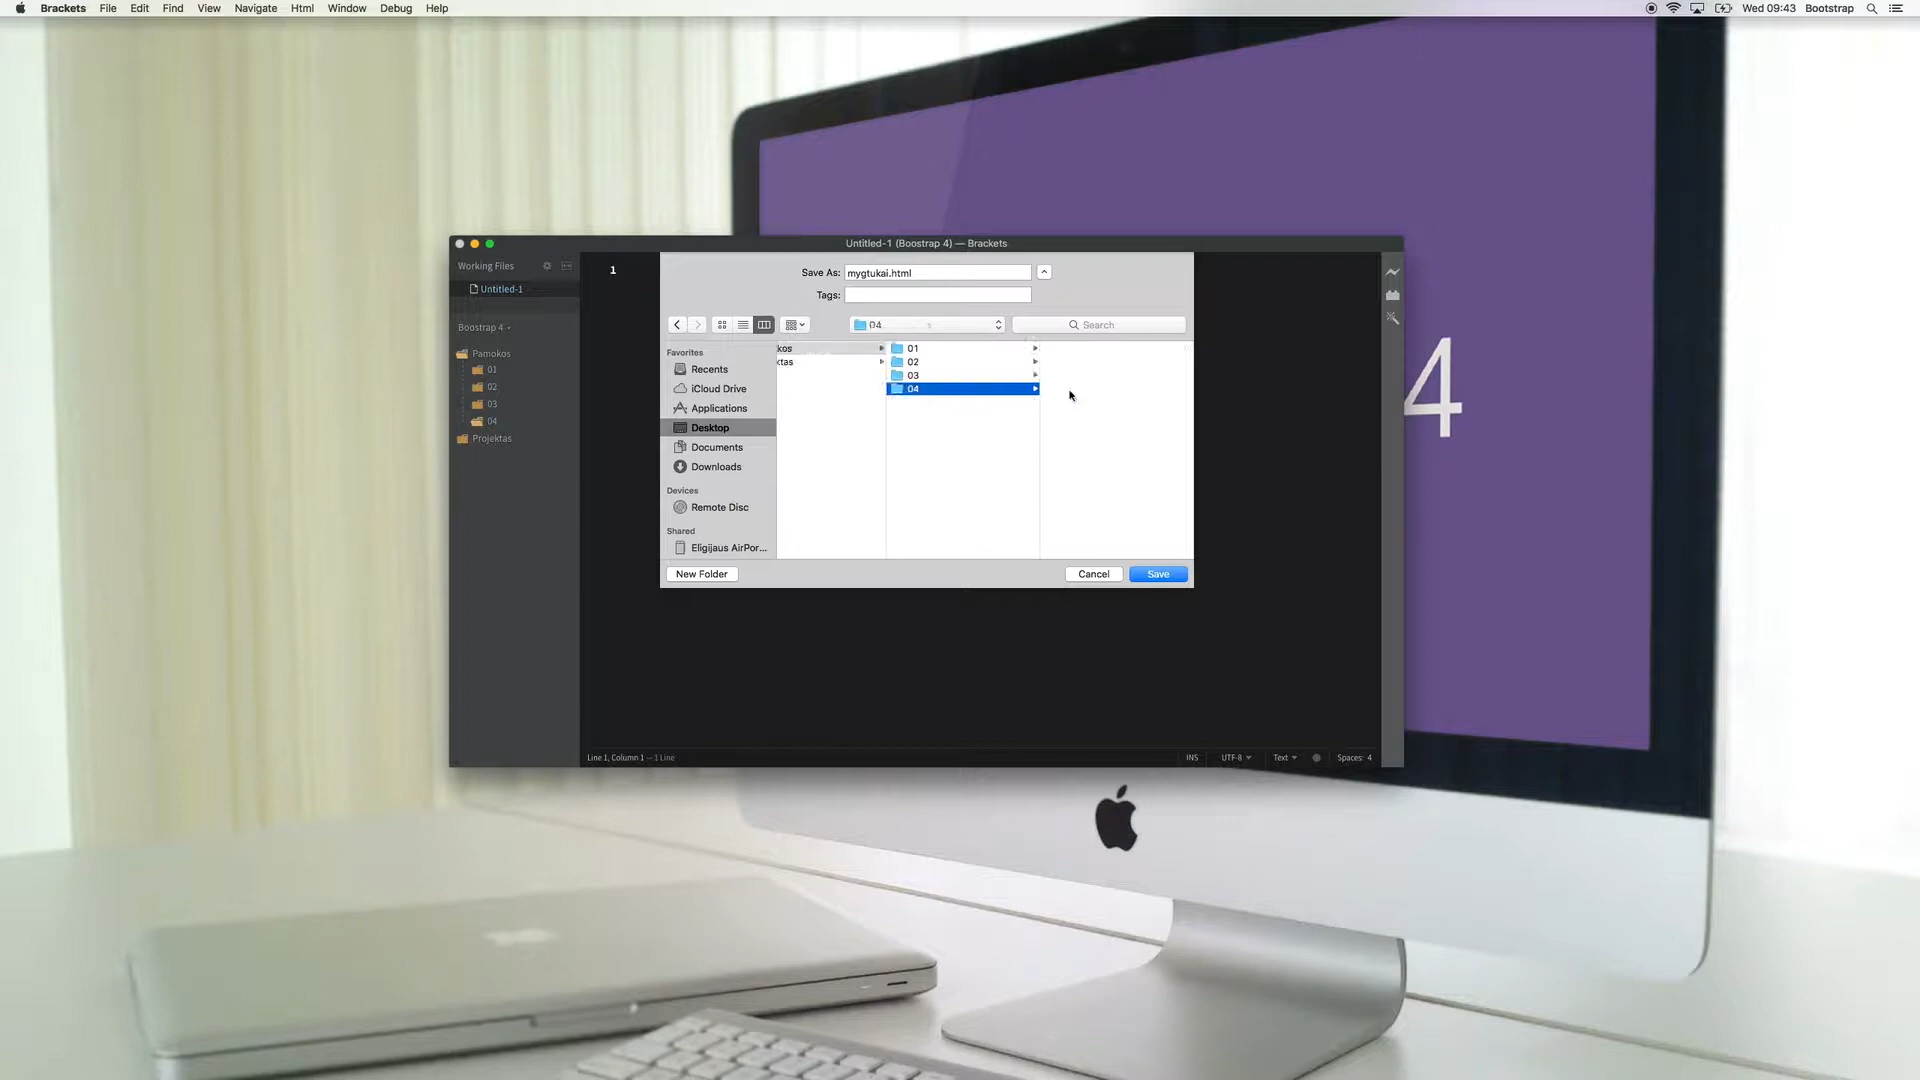 Brackets File Edit Find View Navigate Html Window Debug Help Wed 09:43 Bootstrap
4
Untitled-1 (Boostrap 4) — Brackets
Working Files
Untitled-1
Boostrap 4
Pamokos
01
02
03
04
Projektas
1
Save As: mygtukai.html
Tags:
04
Search
Favorites
Recents
iCloud Drive
Applications
Desktop
Documents
Downloads
Devices
Remote Disc
Shared
Eligijaus AirPor...
kos
ktas
01
02
03
04
New Folder
Cancel
Save
Line 1, Column 1 — 1 Line
INS UTF-8 Text Spaces: 4